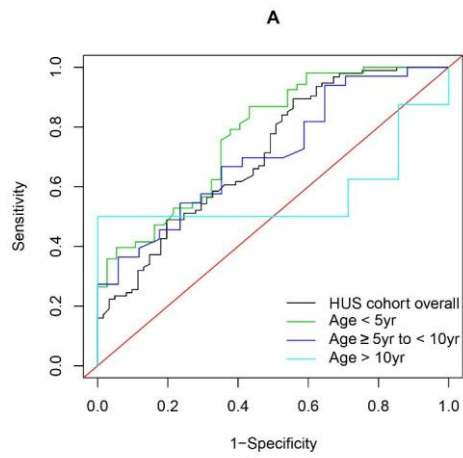 A
1.0
0.8
0.6
0.4
0.2
0.0
Sensitivity
HUS cohort overall
Age < 5yr
Age ≥ 5yr to < 10yr
Age > 10yr
0.0 0.2 0.4 0.6 0.8 1.0
1-Specificity